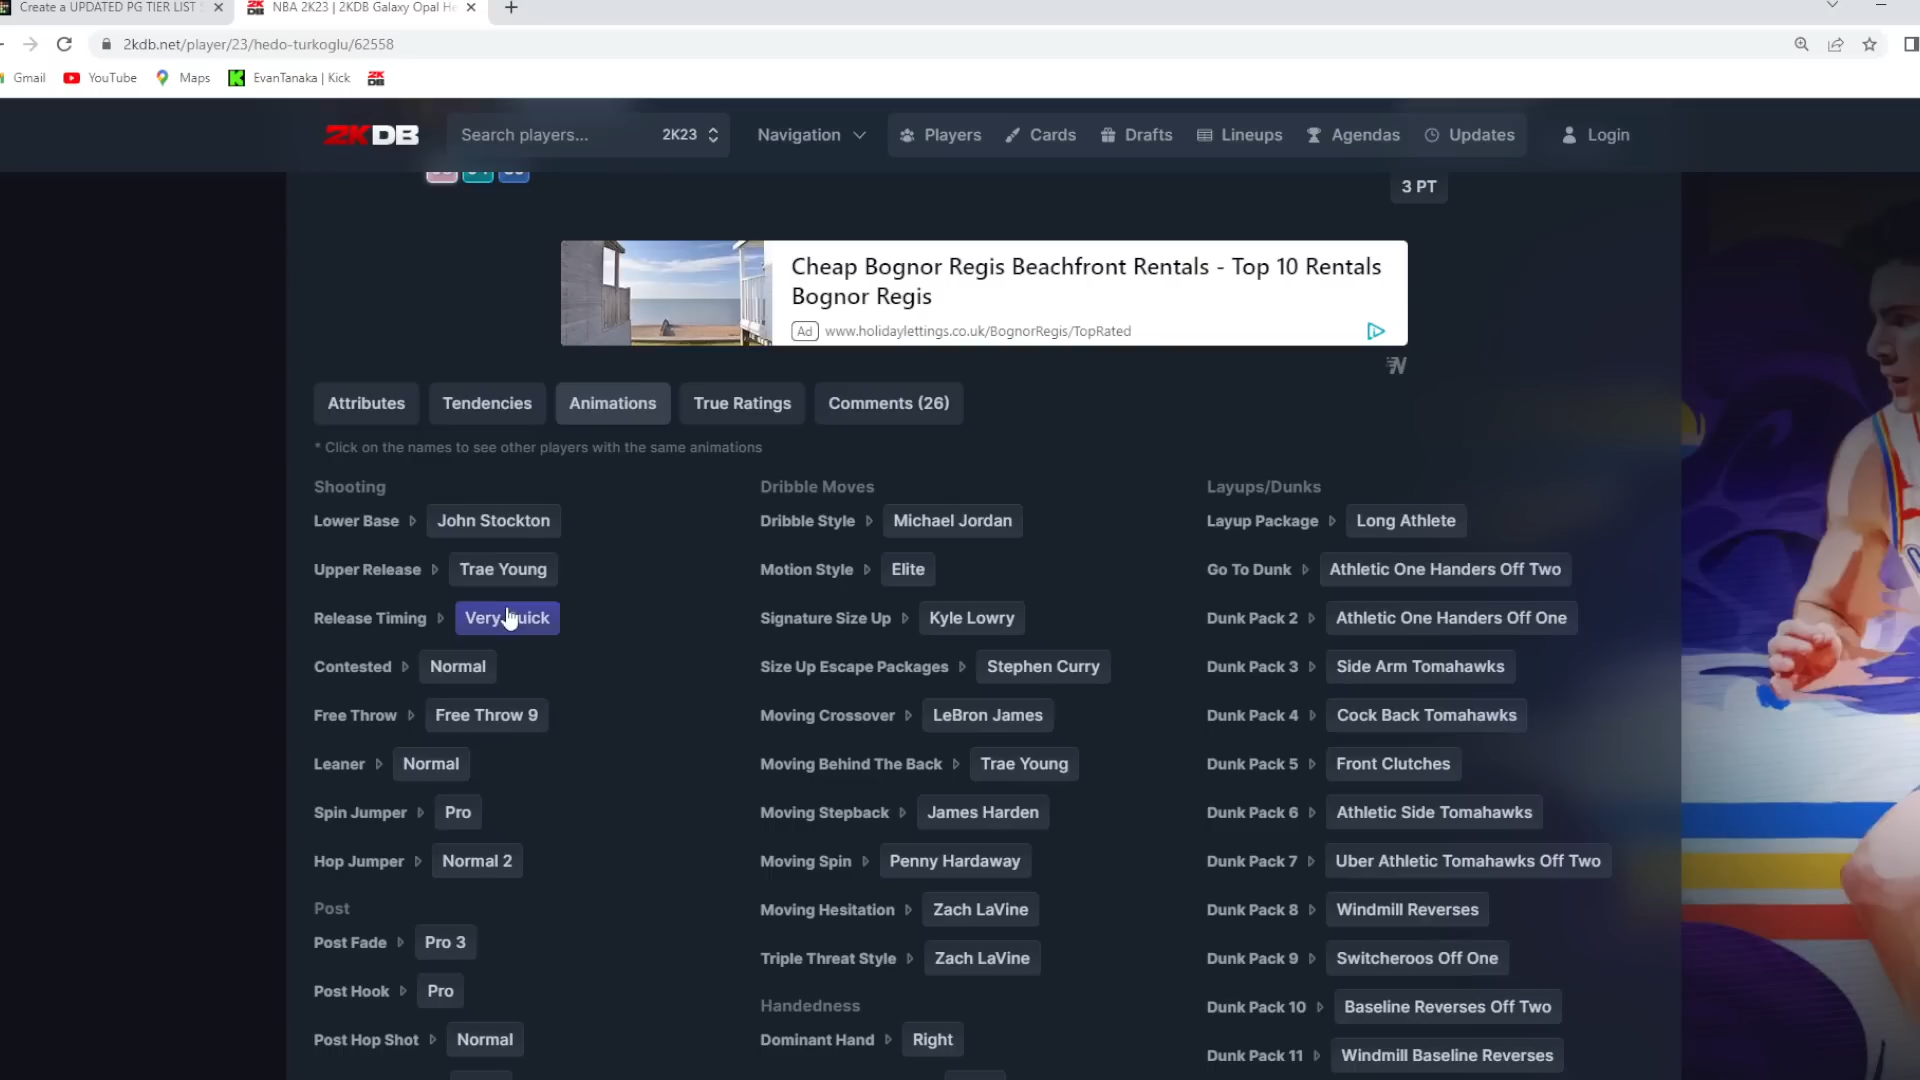 Create a UPDATED PG TIER LIST
NBA 2K23 | 2KDB Galaxy Opal He
2kdb.net/player/23/hedo-turkoglu/62558
Gmail
YouTube
Maps
EvanTanaka | Kick
2KDB
Search players...
2K23
Navigation
Players
Cards
Drafts
Lineups
Agendas
Updates
Login
3 PT
Cheap Bognor Regis Beachfront Rentals - Top 10 Rentals
Bognor Regis
Ad
www.holidaylettings.co.uk/BognorRegis/TopRated
Attributes
Tendencies
Animations
True Ratings
Comments (26)
* Click on the names to see other players with the same animations
Shooting
Lower Base John Stockton
Upper Release Trae Young
Release Timing Very Quick
Contested Normal
Free Throw Free Throw 9
Leaner Normal
Spin Jumper Pro
Hop Jumper Normal 2
Post
Post Fade Pro 3
Post Hook Pro
Post Hop Shot Normal
Dribble Moves
Dribble Style Michael Jordan
Motion Style Elite
Signature Size Up Kyle Lowry
Size Up Escape Packages Stephen Curry
Moving Crossover LeBron James
Moving Behind The Back Trae Young
Moving Stepback James Harden
Moving Spin Penny Hardaway
Moving Hesitation Zach LaVine
Triple Threat Style Zach LaVine
Handedness
Dominant Hand Right
Layups/Dunks
Layup Package Long Athlete
Go To Dunk Athletic One Handers Off Two
Dunk Pack 2 Athletic One Handers Off One
Dunk Pack 3 Side Arm Tomahawks
Dunk Pack 4 Cock Back Tomahawks
Dunk Pack 5 Front Clutches
Dunk Pack 6 Athletic Side Tomahawks
Dunk Pack 7 Uber Athletic Tomahawks Off Two
Dunk Pack 8 Windmill Reverses
Dunk Pack 9 Switcheroos Off One
Dunk Pack 10 Baseline Reverses Off Two
Dunk Pack 11 Windmill Baseline Reverses